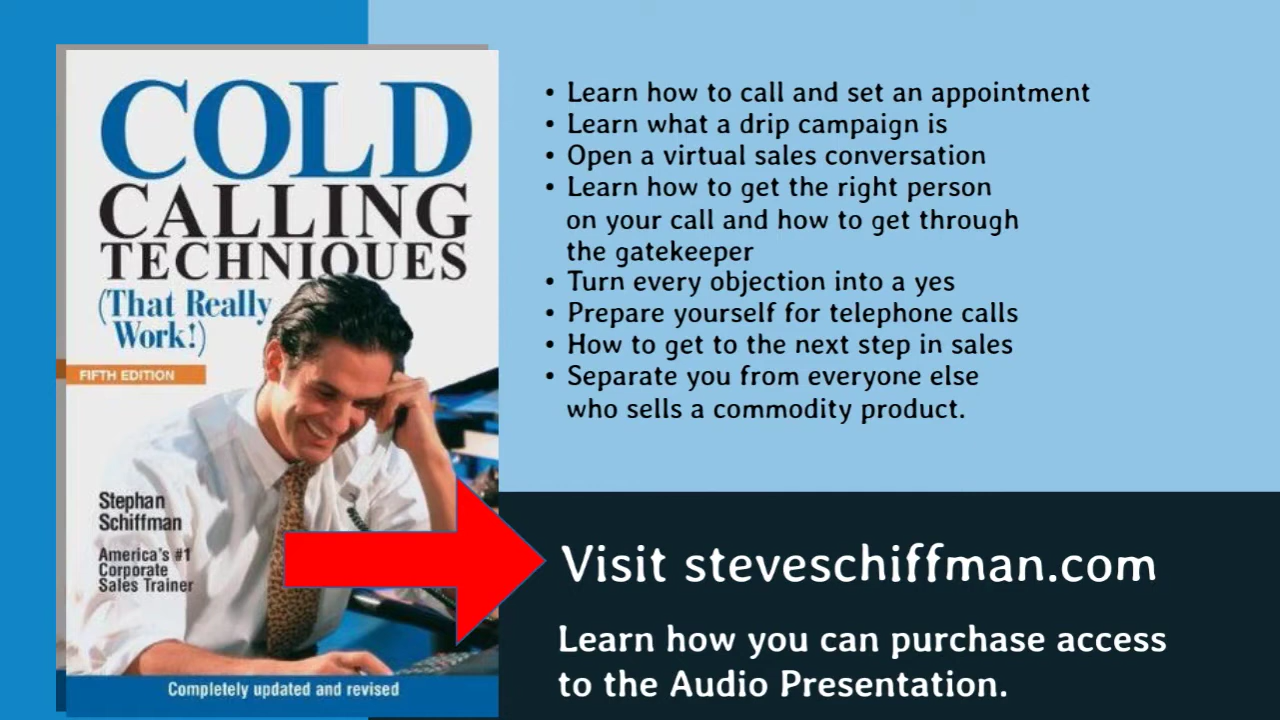 COLD
CALLING
TECHNIQUES
(That Really
Work!)
FIFTH EDITION
Stephan
Schiffman
America's #1
Corporate
Sales Trainer
Completely updated and revised
• Learn how to call and set an appointment
• Learn what a drip campaign is
• Open a virtual sales conversation
• Learn how to get the right person
on your call and how to get through
the gatekeeper
• Turn every objection into a yes
• Prepare yourself for telephone calls
• How to get to the next step in sales
• Separate you from everyone else
who sells a commodity product.
Visit steveschiffman.com
Learn how you can purchase access
to the Audio Presentation.